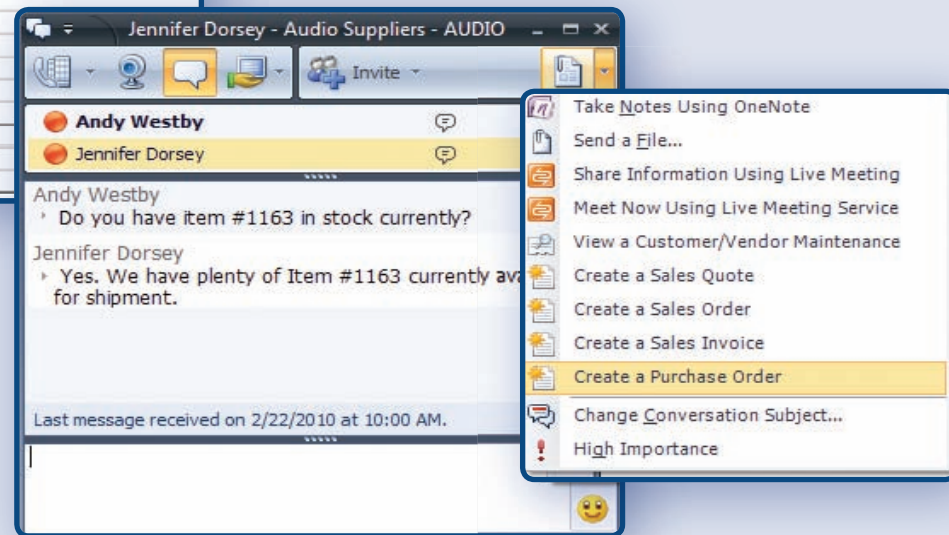 Jennifer Dorsey - Audio Suppliers - AUDIO
Invite
Andy Westby
Jennifer Dorsey
Andy Westby
Do you have item #1163 in stock currently?
Jennifer Dorsey
Yes. We have plenty of Item #1163 currently
for shipment.
Last message received on 2/22/2010 at 10:00 AM.
Take Notes Using OneNote
Send a File...
Share Information Using Live Meeting
Meet Now Using Live Meeting Service
View a Customer/Vendor Maintenance
Create a Sales Quote
Create a Sales Order
Create a Sales Invoice
Create a Purchase Order
Change Conversation Subject...
High Importance